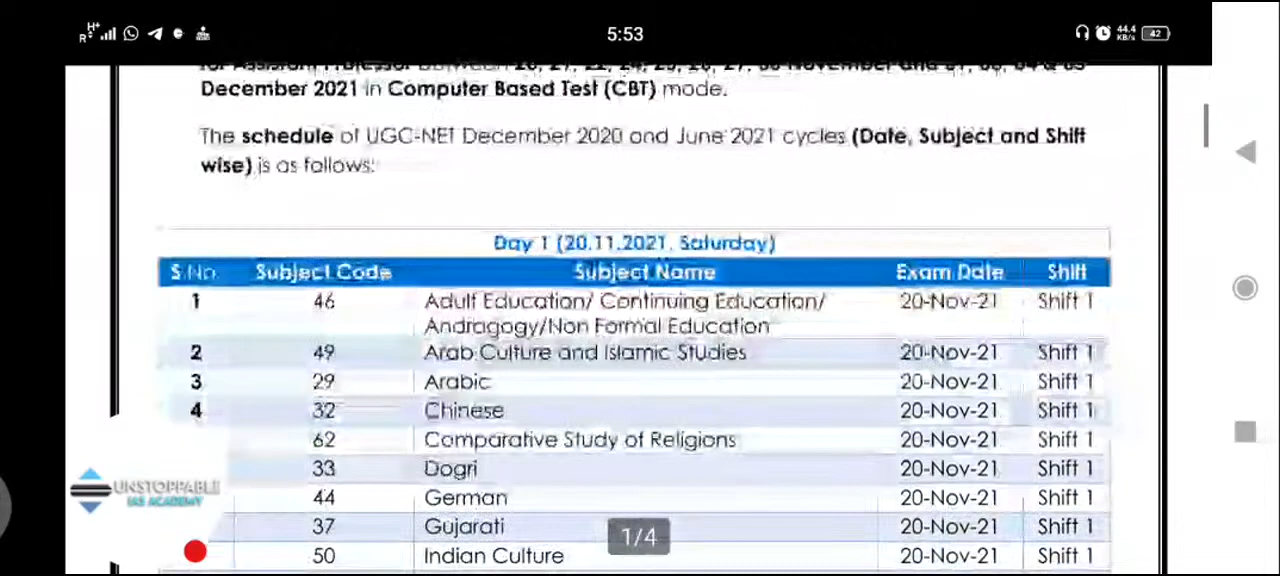 R H+ 5:53 44.4 KB/s 42
December 2021 in Computer Based Test (CBT) mode.
The schedule of UGC-NET December 2020 and June 2021 cycles (Date, Subject and Shift
wise) is as follows:
Day 1 (20.11.2021, Saturday)
S.No. Subject Code Subject Name Exam Date Shift
1 46 Adult Education/ Continuing Education/ 20-Nov-21 Shift 1
Andragogy/Non Formal Education
2 49 Arab Culture and Islamic Studies 20-Nov-21 Shift 1
3 29 Arabic 20-Nov-21 Shift 1
4 32 Chinese 20-Nov-21 Shift 1
62 Comparative Study of Religions 20-Nov-21 Shift 1
33 Dogri 20-Nov-21 Shift 1
44 German 20-Nov-21 Shift 1
37 Gujarati 20-Nov-21 Shift 1
50 Indian Culture 20-Nov-21 Shift 1
UNSTOPPABLE
IAS ACADEMY
1/4